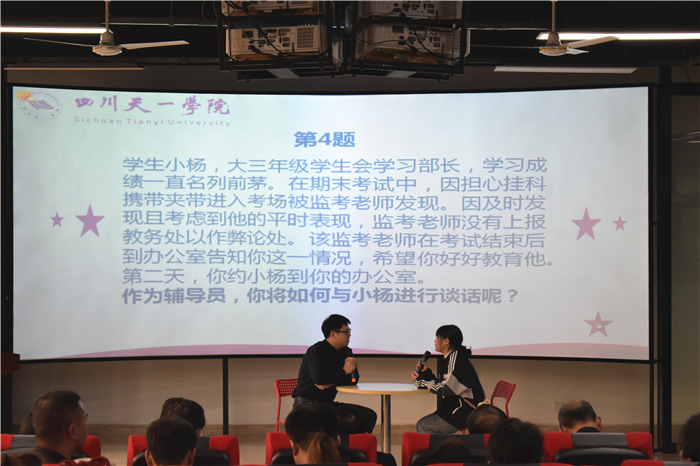 四川天一学院
Sichuan Tianyi University
第4题
学生小杨，大三年级学生会学习部长，学习成
绩一直名列前茅。在期末考试中，因担心挂科
携带夹带进入考场被监考老师发现。因及时发
现且考虑到他的平时表现，监考老师没有上报
教务处以作弊论处。该监考老师在考试结束后
到办公室告知你这一情况，希望你好好教育他。
第二天，你约小杨到你的办公室。
作为辅导员，你将如何与小杨进行谈话呢？